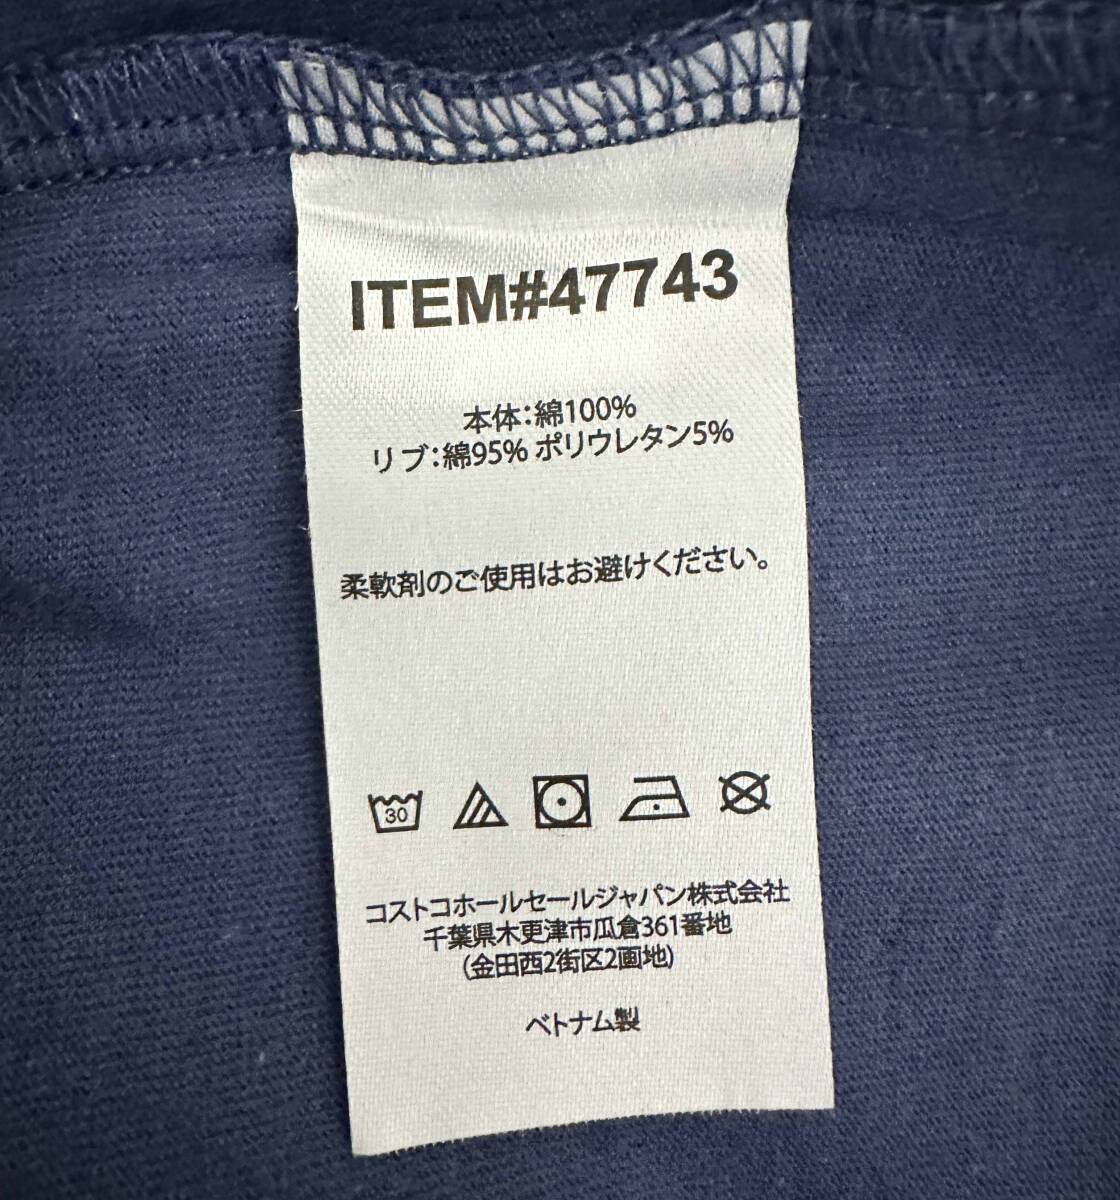 ITEM#47743
本体：綿100%
リブ：綿95% ポリウレタン5%
柔軟剤のご使用はお避けください。
30
コストコホールセールジャパン株式会社
千葉県木更津市瓜倉361番地
(金田西2街区2画地)
ベトナム製